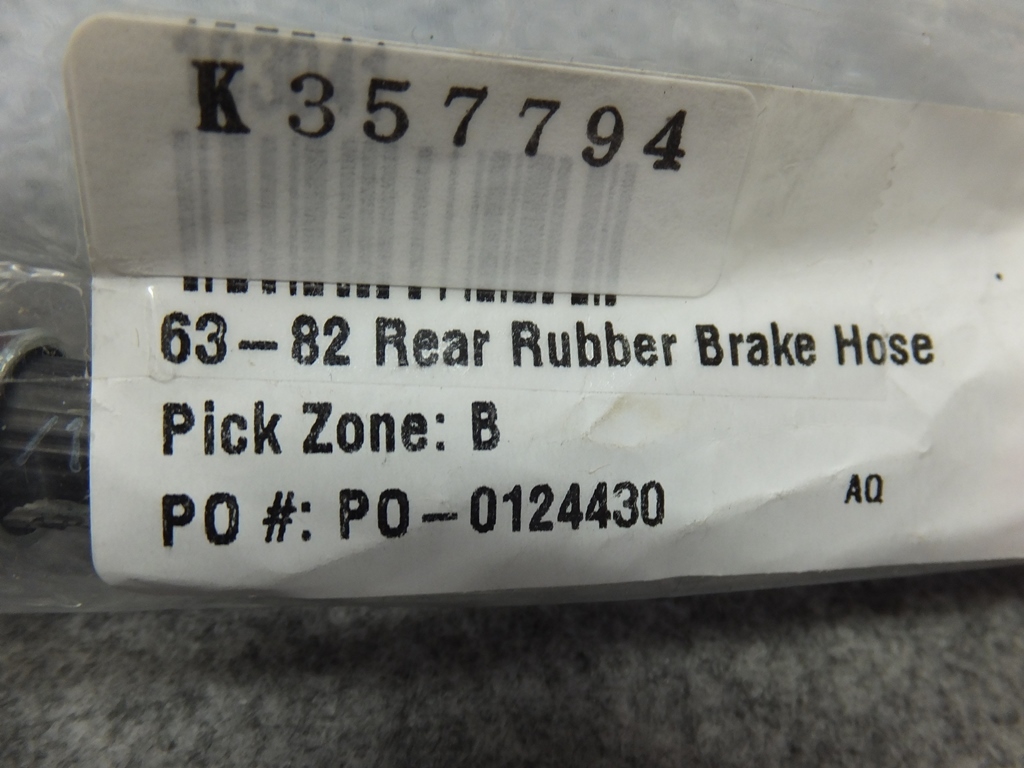 K357794
63-82 Rear Rubber Brake Hose
Pick Zone: B
PO #: PO-0124430
AQ